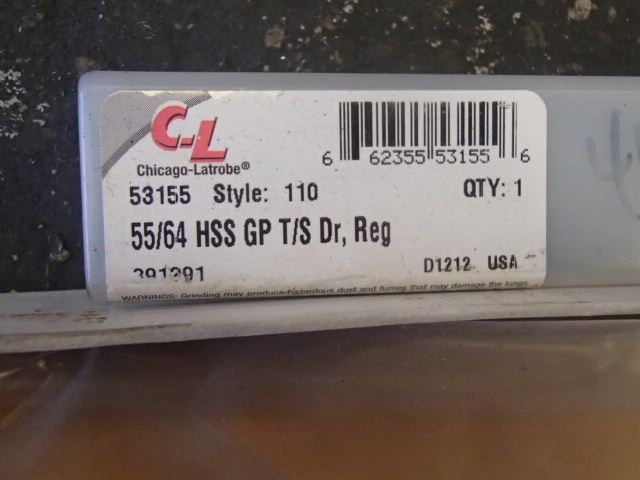 C-L
Chicago-Latrobe®
6 62355 53155 6
53155 Style: 110 QTY: 1
55/64 HSS GP T/S Dr, Reg
391391 D1212 USA
WARNINGS: Grinding may produce hazardous dust and fumes that may damage the lungs.